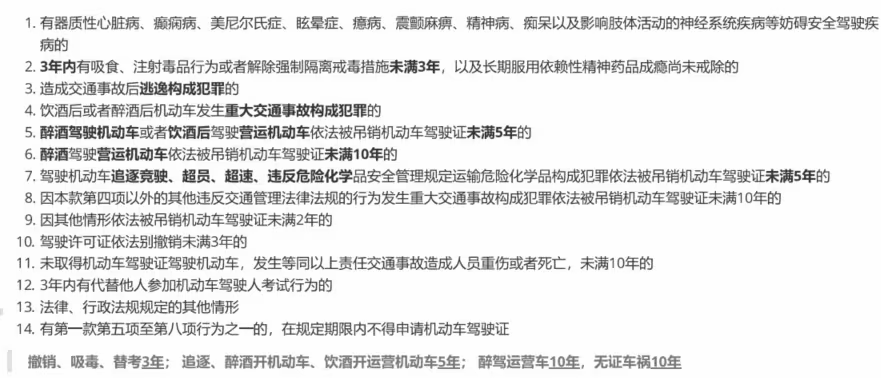 1. 有器质性心脏病、癫痫病、美尼尔氏症、眩晕症、癔病、震颤麻痹、精神病、痴呆以及影响肢体活动的神经系统疾病等妨碍安全驾驶疾
病的
2. 3年内有吸食、注射毒品行为或者解除强制隔离戒毒措施未满3年，以及长期服用依赖性精神药品成瘾尚未戒除的
3. 造成交通事故后逃逸构成犯罪的
4. 饮酒后或者醉酒后机动车发生重大交通事故构成犯罪的
5. 醉酒驾驶机动车或者饮酒后驾驶营运机动车依法被吊销机动车驾驶证未满5年的
6. 醉酒驾驶营运机动车依法被吊销机动车驾驶证未满10年的
7. 驾驶机动车追逐竞驶、超员、超速、违反危险化学品安全管理规定运输危险化学品构成犯罪依法被吊销机动车驾驶证未满5年的
8. 因本款第四项以外的其他违反交通管理法律法规的行为发生重大交通事故构成犯罪依法被吊销机动车驾驶证未满10年的
9. 因其他情形依法被吊销机动车驾驶证未满2年的
10. 驾驶许可证依法别撤销未满3年的
11. 未取得机动车驾驶证驾驶机动车，发生等同以上责任交通事故造成人员重伤或者死亡，未满10年的
12. 3年内有代替他人参加机动车驾驶人考试行为的
13. 法律、行政法规规定的其他情形
14. 有第一款第五项至第八项行为之一的，在规定期限内不得申请机动车驾驶证
撤销、吸毒、替考3年； 追逐、醉酒开机动车、饮酒开运营机动车5年； 醉驾运营车10年，无证车祸10年